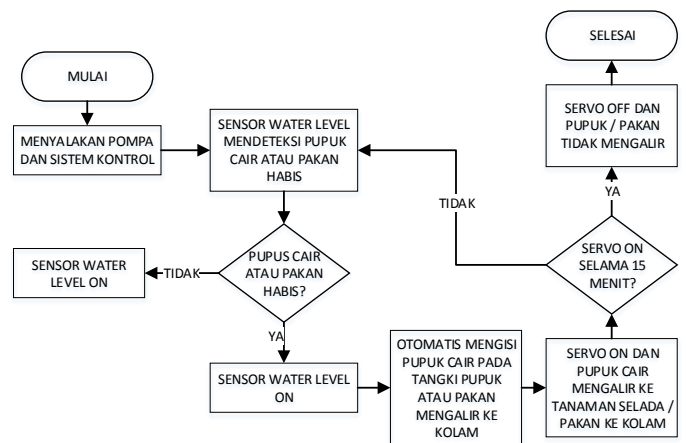 MULAI
MENYALAKAN POMPA
DAN SISTEM KONTROL
SENSOR WATER LEVEL
MENDETEKSI PUPUK
CAIR ATAU PAKAN
HABIS
PUPUS CAIR
ATAU PAKAN
HABIS?
TIDAK
SENSOR WATER
LEVEL ON
YA
SENSOR WATER LEVEL
ON
OTOMATIS MENGISI
PUPUK CAIR PADA
TANGKI PUPUK
ATAU PAKAN
MENGALIR KE
KOLAM
SERVO ON DAN
PUPUK CAIR
MENGALIR KE
TANAMAN SELADA /
PAKAN KE KOLAM
SERVO ON
SELAMA 15
MENIT?
TIDAK
YA
SERVO OFF DAN
PUPUK / PAKAN
TIDAK MENGALIR
SELESAI